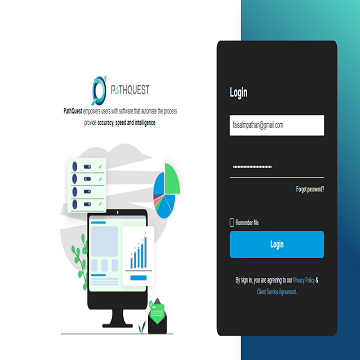 PATHQUEST
PathQuest empowers users with software that automate the process
provide accuracy, speed and intelligence
Login
faisalmpathan@gmail.com
Forgot password?
Remember Me
Login
By sign in, you are agreeing to our Privacy Policy &
Client Service Agreement.